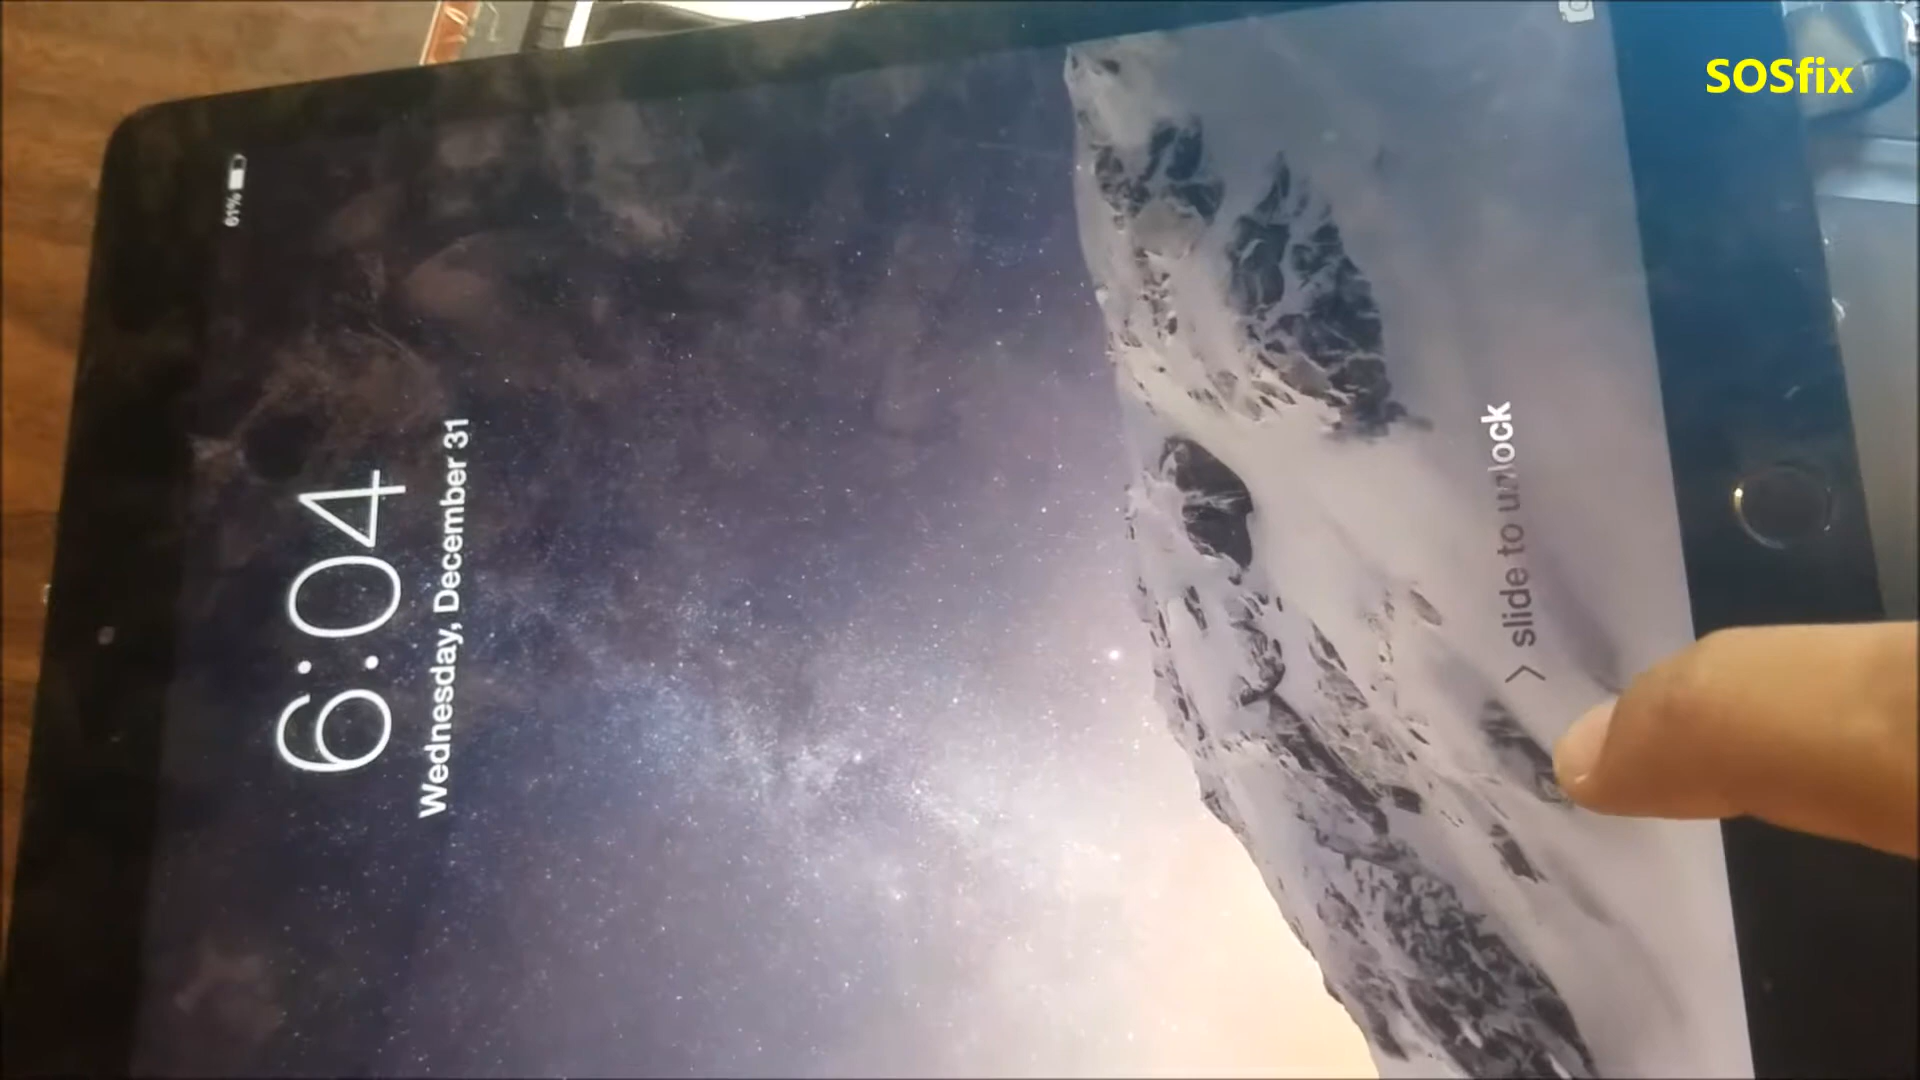 SOSfix
61%
6:04
Wednesday, December 31
> slide to unlock